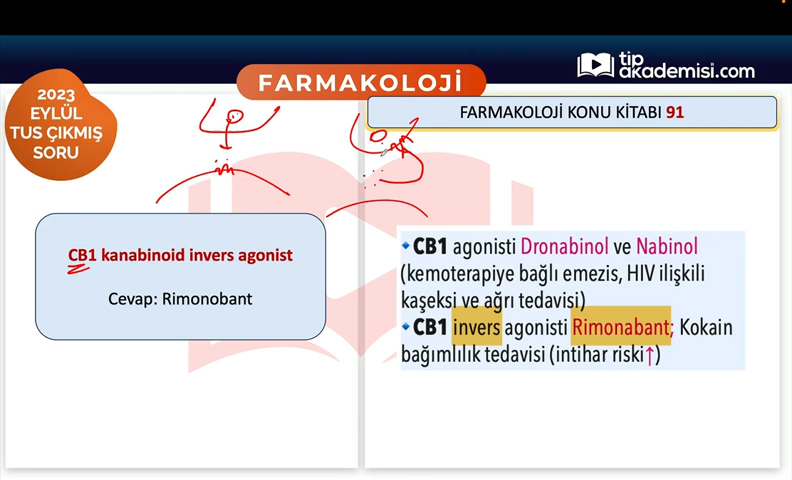 tıp
akademisi.com
FARMAKOLOJİ
2023
EYLÜL
TUS ÇIKMIŞ
SORU
FARMAKOLOJİ KONU KİTABI 91
CB1 kanabinoid invers agonist
Cevap: Rimonobant
CB1 agonisti Dronabinol ve Nabinol
(kemoterapiye bağlı emezis, HIV ilişkili
kaşeksi ve ağrı tedavisi)
CB1 invers agonisti Rimonabant; Kokain
bağımlılık tedavisi (intihar riski↑)